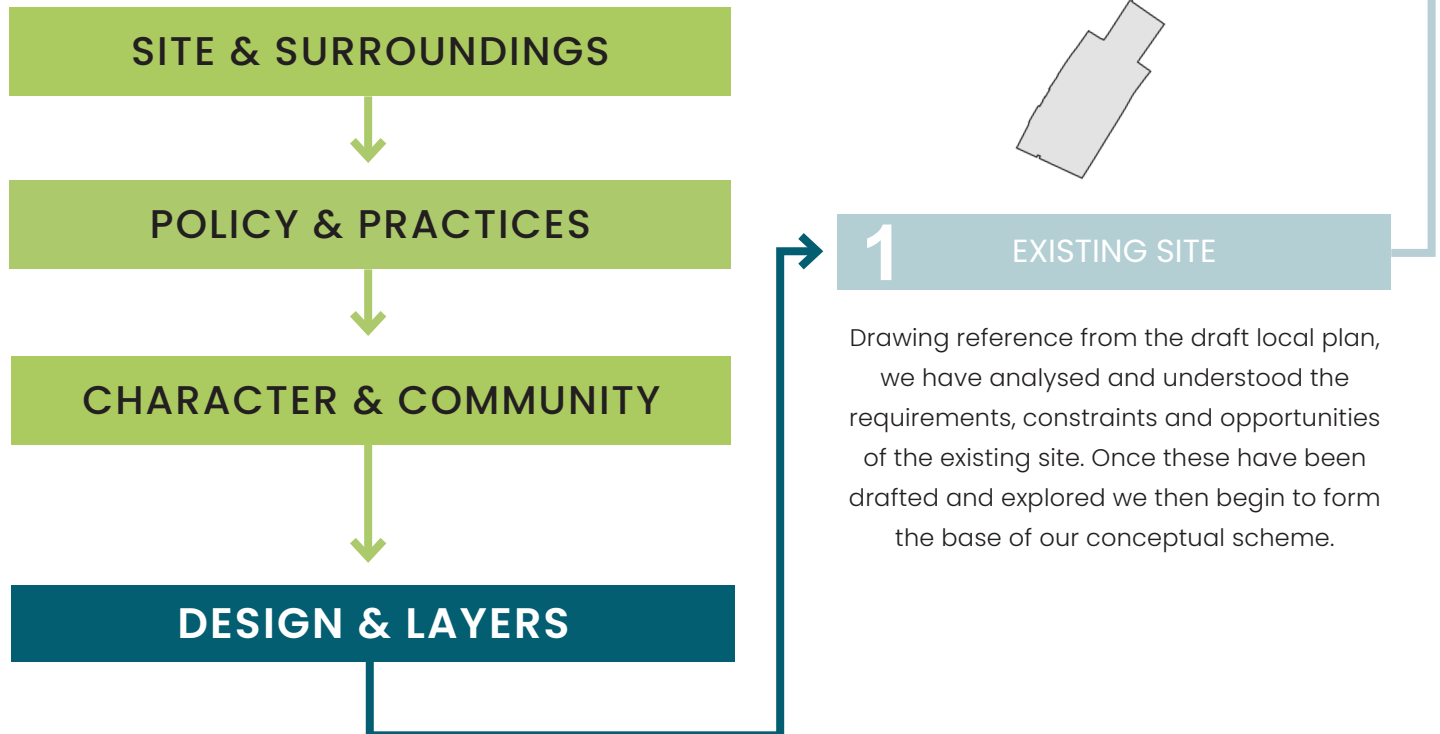 SITE & SURROUNDINGS
POLICY & PRACTICES
CHARACTER & COMMUNITY
DESIGN & LAYERS
1 EXISTING SITE
Drawing reference from the draft local plan,
we have analysed and understood the
requirements, constraints and opportunities
of the existing site. Once these have been
drafted and explored we then begin to form
the base of our conceptual scheme.